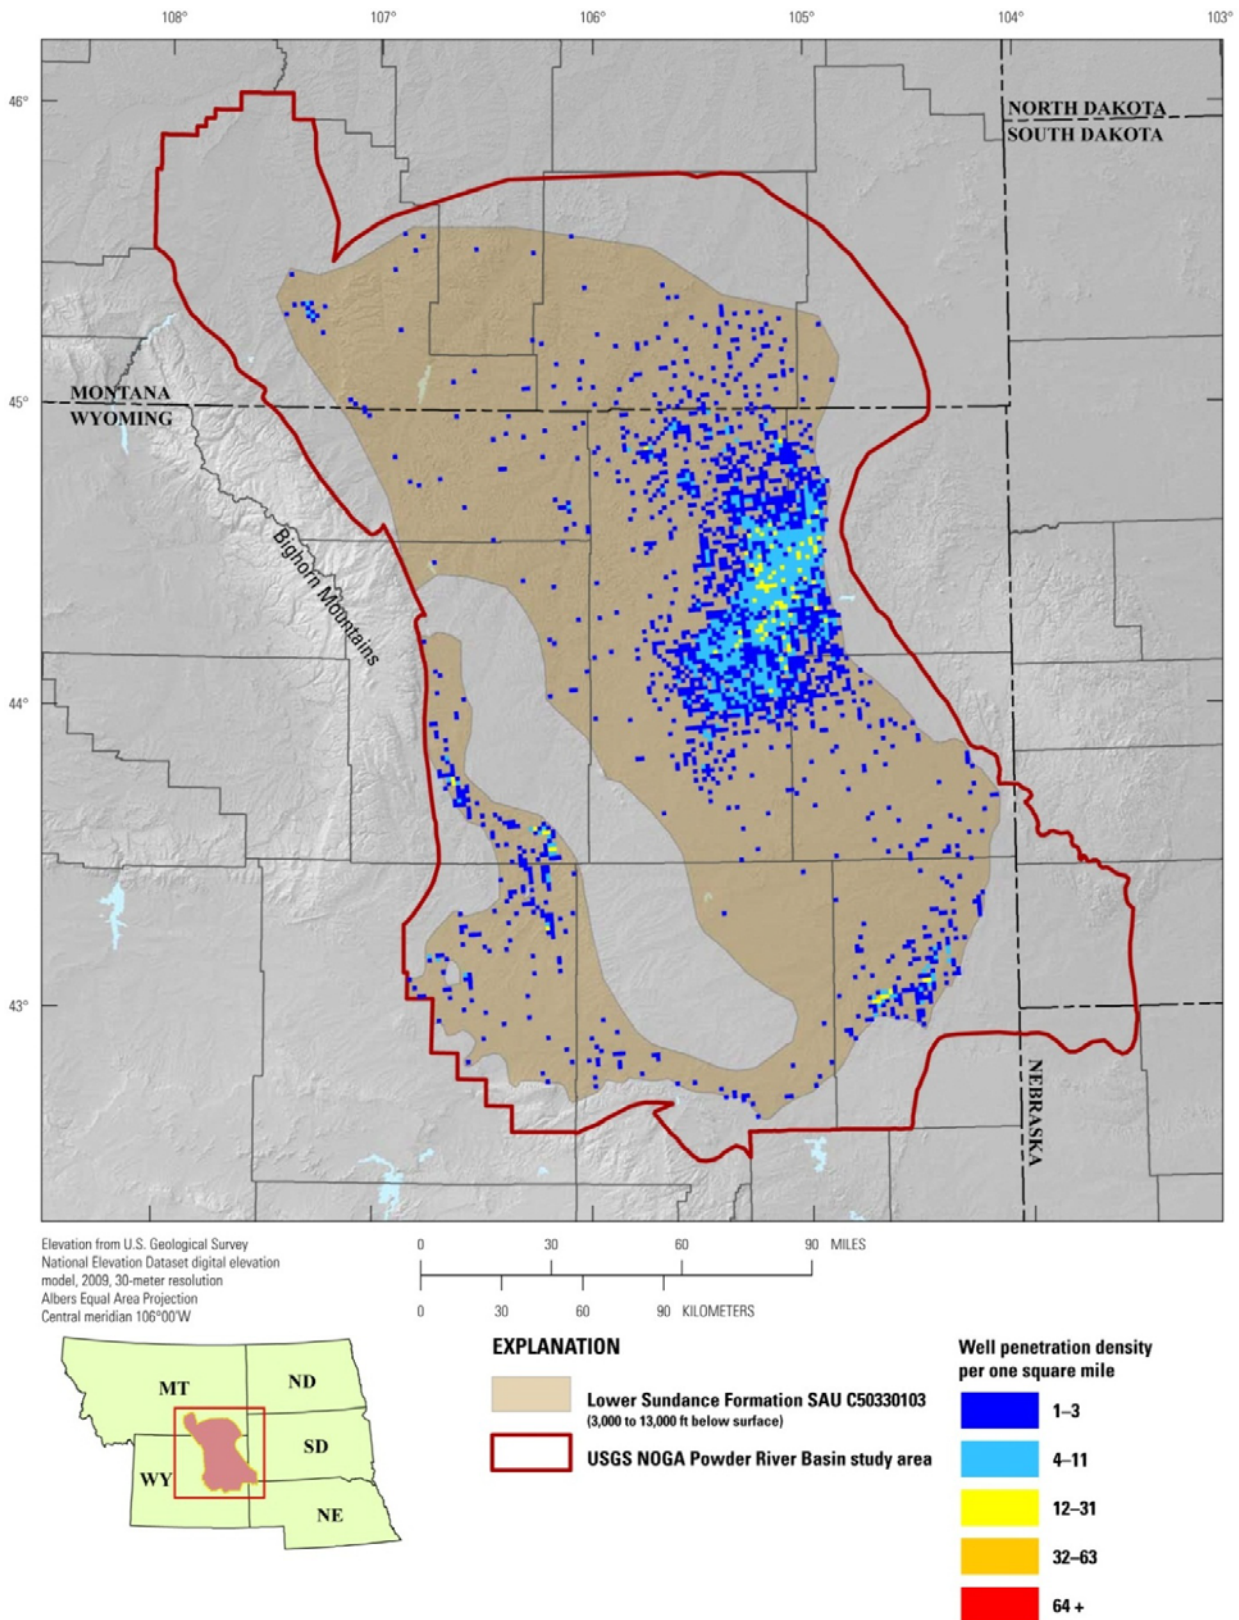 108°
107°
106°
105°
104°
103°
46°
NORTH DAKOTA
SOUTH DAKOTA
45°
MONTANA
WYOMING
Bighorn Mountains
44°
43°
NEBRASKA
Elevation from U.S. Geological Survey
National Elevation Dataset digital elevation
model, 2009, 30-meter resolution
Albers Equal Area Projection
Central meridian 106°00'W
0 30 60 90 MILES
0 30 60 90 KILOMETERS
MT
ND
SD
WY
NE
EXPLANATION
Lower Sundance Formation SAU C50330103
(3,000 to 13,000 ft below surface)
USGS NOGA Powder River Basin study area
Well penetration density
per one square mile
1–3
4–11
12–31
32–63
64 +